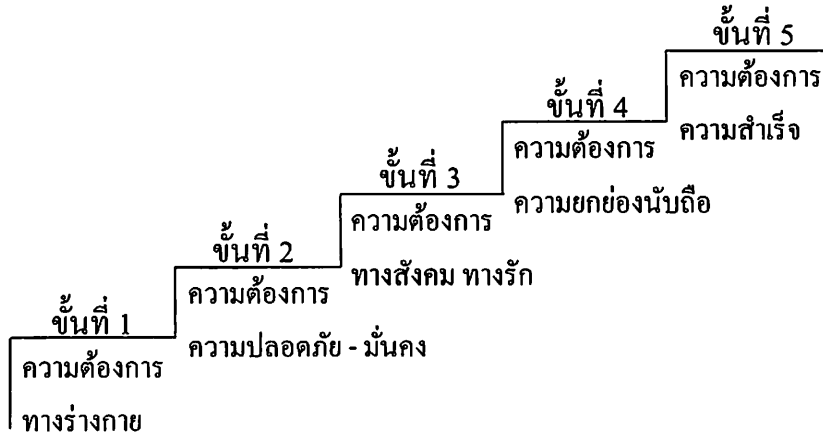 ขั้นที่ 5
ความต้องการ
ความสำเร็จ
ขั้นที่ 4
ความต้องการ
ความยกย่องนับถือ
ขั้นที่ 3
ความต้องการ
ทางสังคม ทางรัก
ขั้นที่ 2
ความต้องการ
ความปลอดภัย - มั่นคง
ขั้นที่ 1
ความต้องการ
ทางร่างกาย